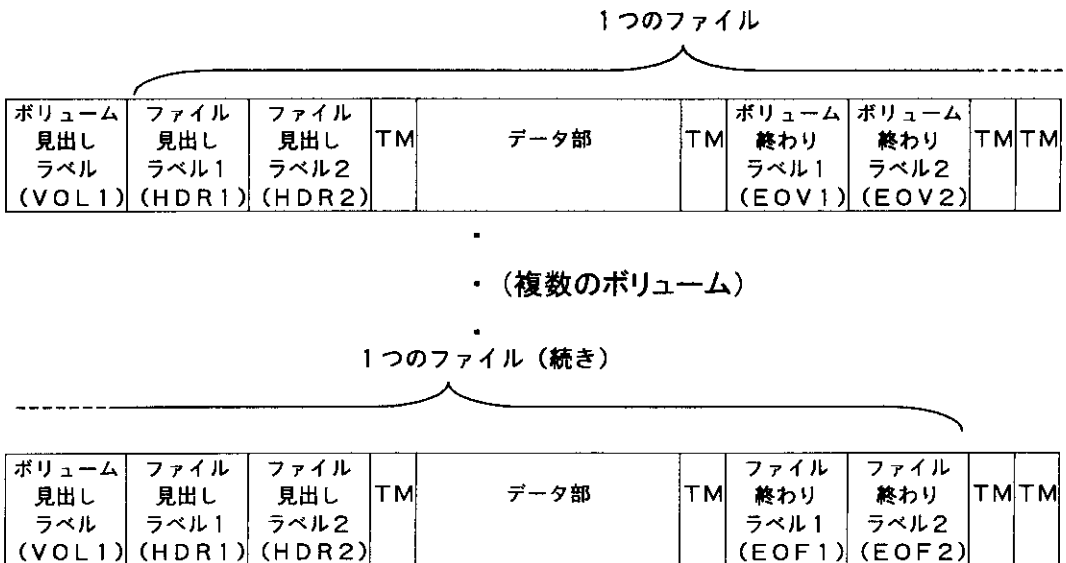 1つのファイル
ボリューム見出しラベル(VOL1)
ファイル見出しラベル1(HDR1)
ファイル見出しラベル2(HDR2)
TM
データ部
TM
ボリューム終わりラベル1(EOV1)
ボリューム終わりラベル2(EOV2)
TM
TM
・
・(複数のボリューム)
・
1つのファイル(続き)
ボリューム見出しラベル(VOL1)
ファイル見出しラベル1(HDR1)
ファイル見出しラベル2(HDR2)
TM
データ部
TM
ファイル終わりラベル1(EOF1)
ファイル終わりラベル2(EOF2)
TM
TM